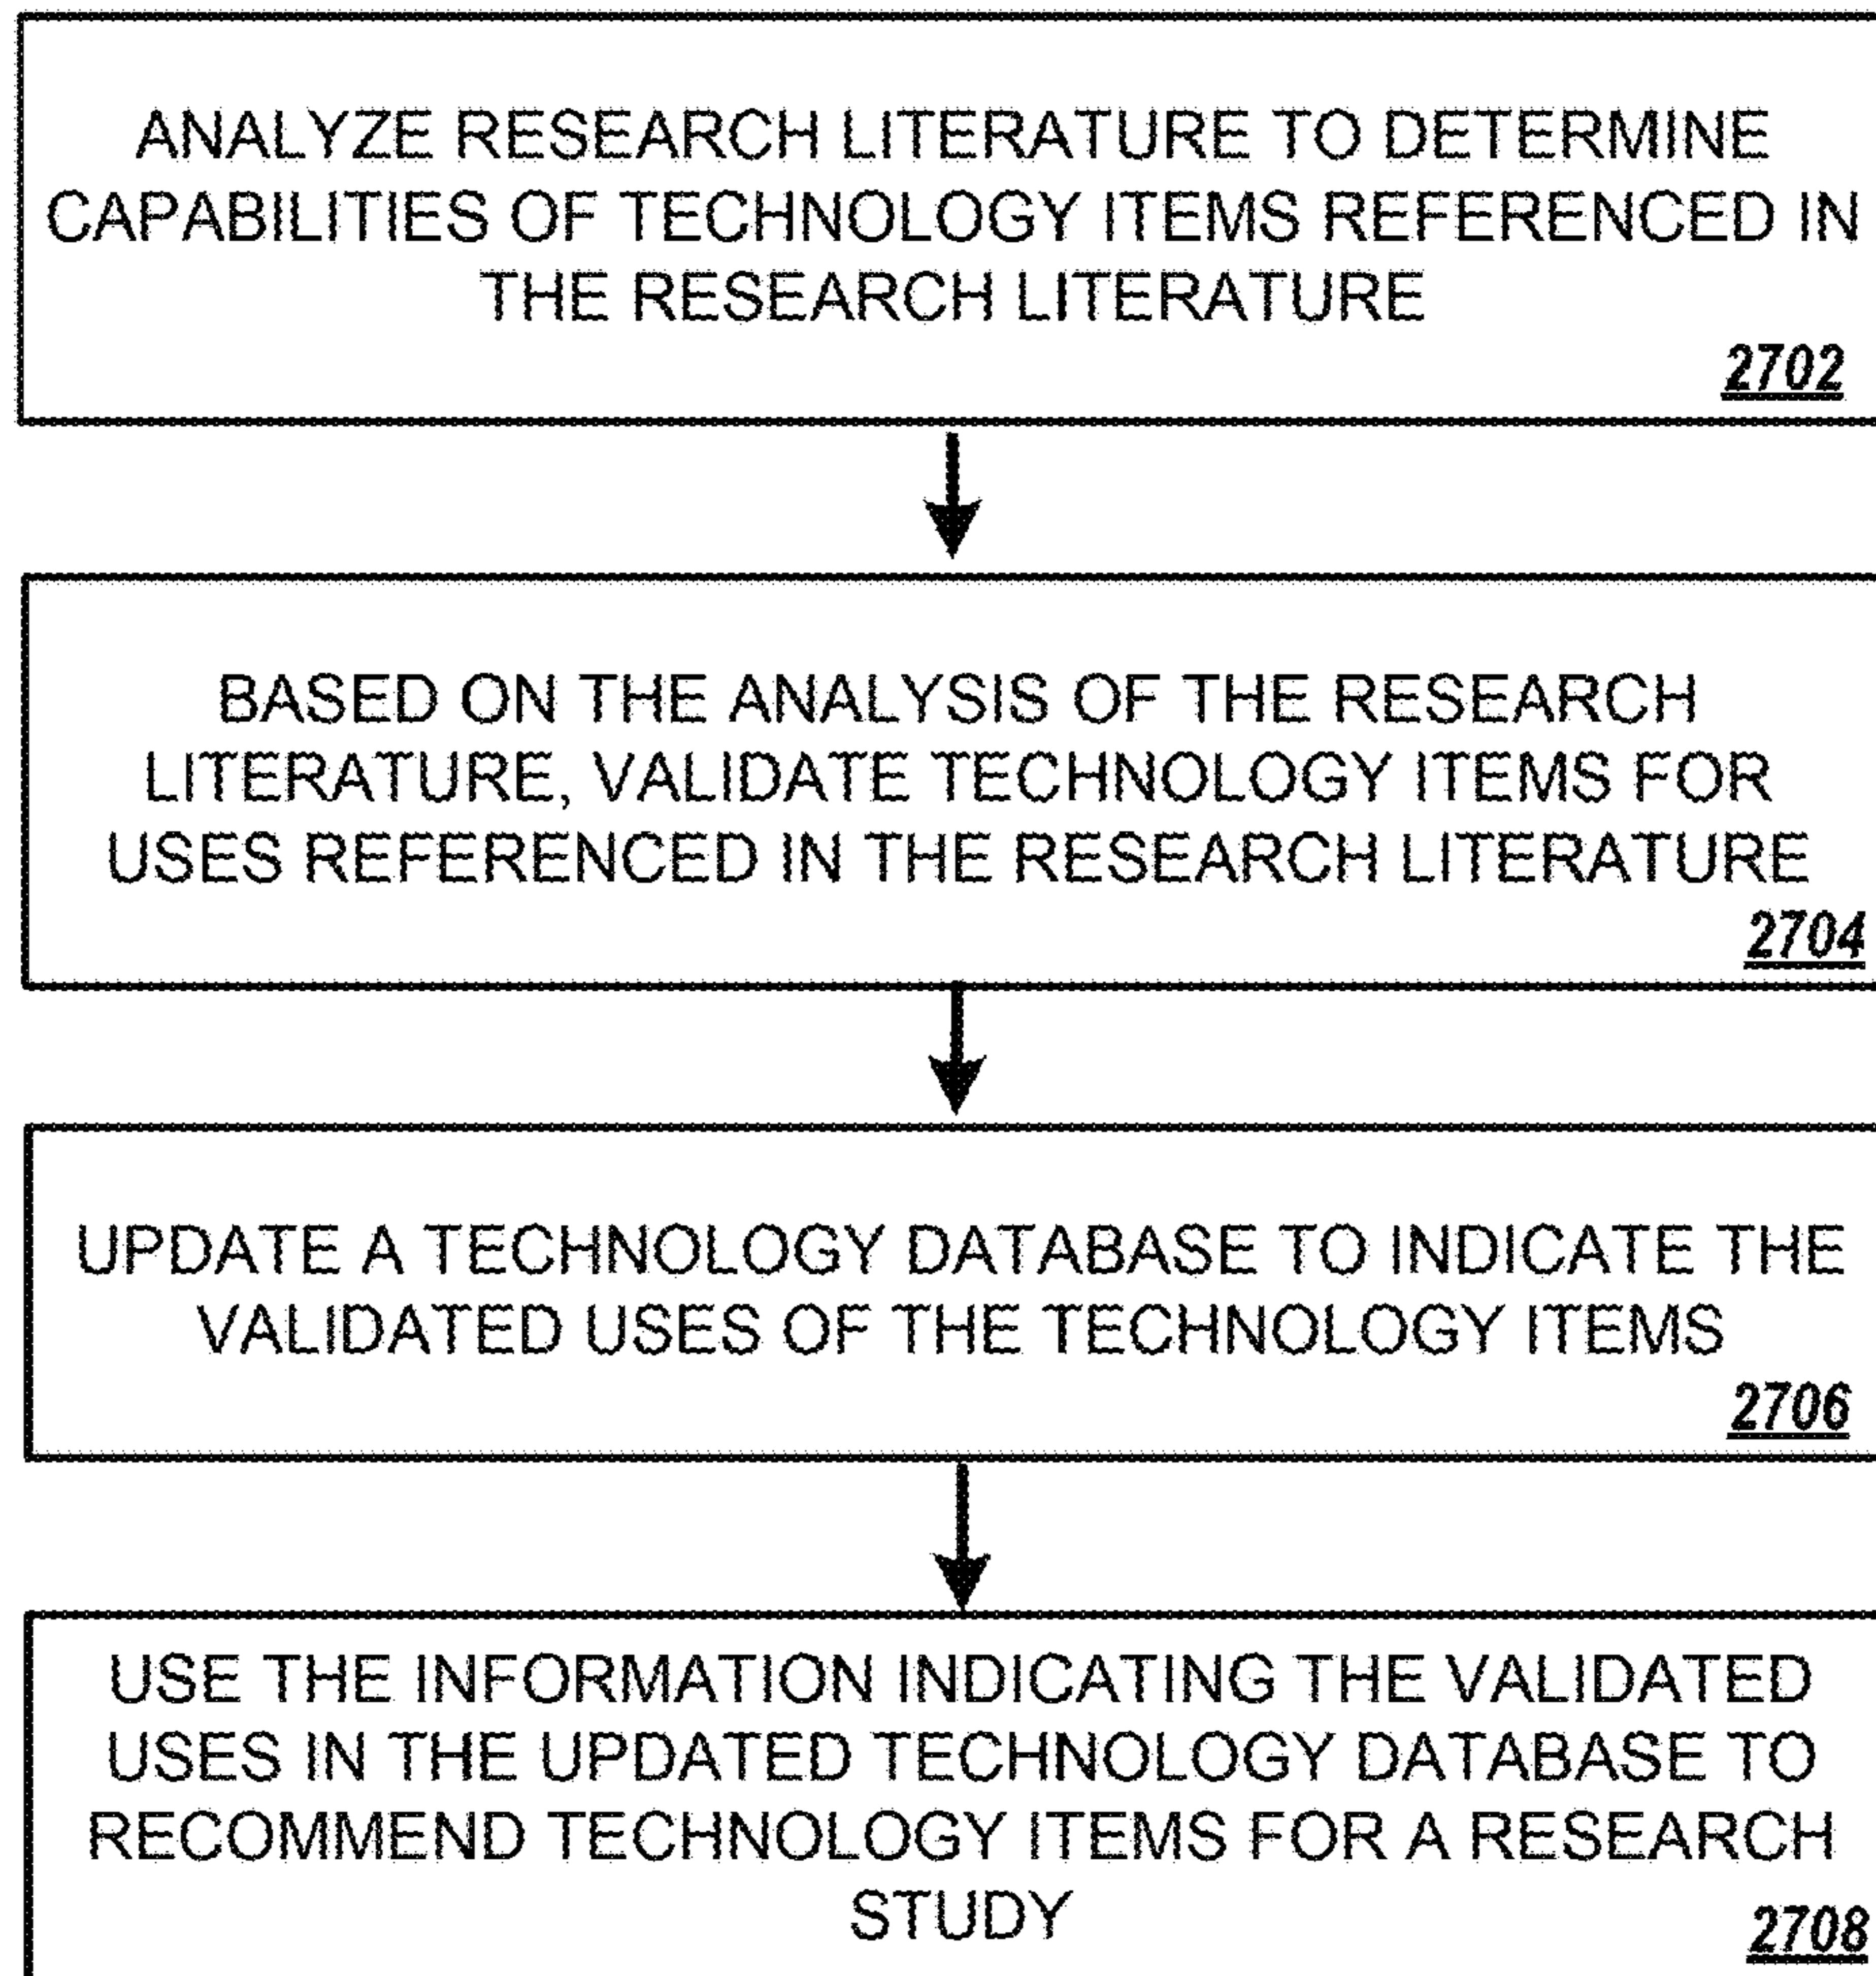 ANALYZE RESEARCH LITERATURE TO DETERMINE
CAPABILITIES OF TECHNOLOGY ITEMS REFERENCED IN
THE RESEARCH LITERATURE
2702
BASED ON THE ANALYSIS OF THE RESEARCH
LITERATURE, VALIDATE TECHNOLOGY ITEMS FOR
USES REFERENCED IN THE RESEARCH LITERATURE
2704
UPDATE A TECHNOLOGY DATABASE TO INDICATE THE
VALIDATED USES OF THE TECHNOLOGY ITEMS
2706
USE THE INFORMATION INDICATING THE VALIDATED
USES IN THE UPDATED TECHNOLOGY DATABASE TO
RECOMMEND TECHNOLOGY ITEMS FOR A RESEARCH
STUDY
2708